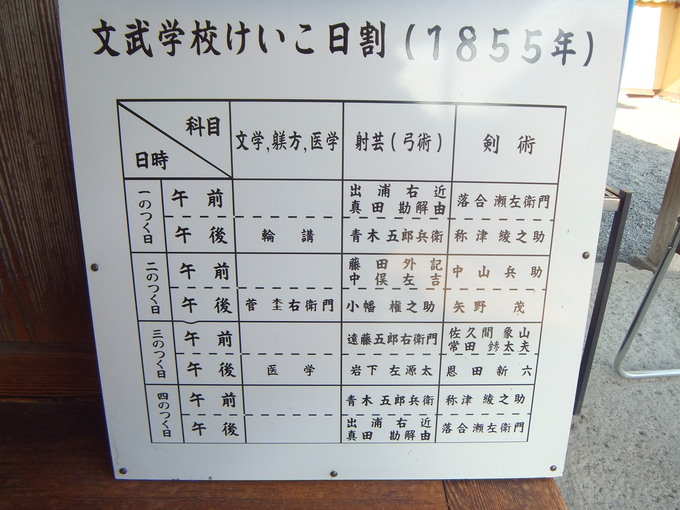 文武学校けいこ日割(1855年)
科目
日時
文学,躾方,医学
射芸(弓術)
剣術
一のつく日
午前
出浦右近
真田勘解由
落合瀬左衛門
午後
輪講
青木五郎兵衛
称津綾之助
二のつく日
午前
藤田外記
中俣左吉
中山兵助
午後
菅杢右衛門
小幡権之助
矢野茂
三のつく日
午前
遠藤五郎右衛門
佐久間象山
常田
午後
医学
岩下左源太
恩田新六
四のつく日
午前
青木五郎兵衛
称津綾之助
午後
出浦右近
真田勘解由
落合瀬左衛門